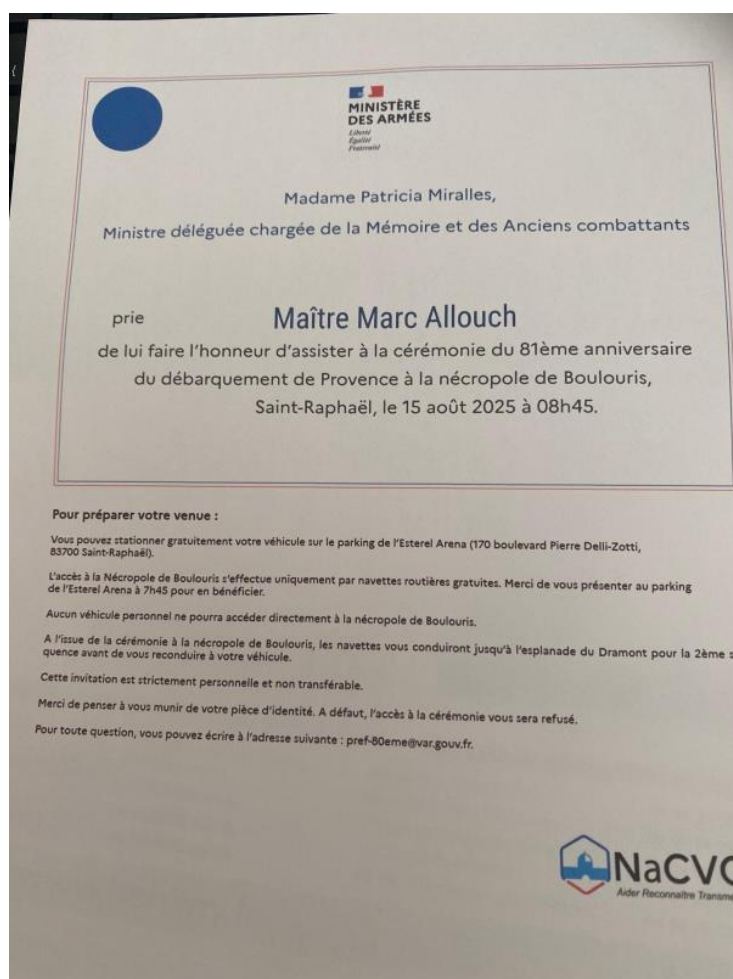 MINISTÈRE
DES ARMÉES
Liberté
Égalité
Fraternité
Madame Patricia Miralles,
Ministre déléguée chargée de la Mémoire et des Anciens combattants
prie Maître Marc Allouch
de lui faire l'honneur d'assister à la cérémonie du 81ème anniversaire
du débarquement de Provence à la nécropole de Boulouris,
Saint-Raphaël, le 15 août 2025 à 08h45.
Pour préparer votre venue :
Vous pouvez stationner gratuitement votre véhicule sur le parking de l'Esterel Arena (170 boulevard Pierre Delli-Zotti,
83700 Saint-Raphaël).
L'accès à la Nécropole de Boulouris s'effectue uniquement par navettes routières gratuites. Merci de vous présenter au parking
de l'Esterel Arena à 7h45 pour en bénéficier.
Aucun véhicule personnel ne pourra accéder directement à la nécropole de Boulouris.
A l'issue de la cérémonie à la nécropole de Boulouris, les navettes vous conduiront jusqu'à l'esplanade du Dramont pour la 2ème
quence avant de vous reconduire à votre véhicule.
Cette invitation est strictement personnelle et non transférable.
Merci de penser à vous munir de votre pièce d'identité. A défaut, l'accès à la cérémonie vous sera refusé.
Pour toute question, vous pouvez écrire à l'adresse suivante : pref-80eme@var.gouv.fr.
NaCVG
Aider Reconnaître Transme